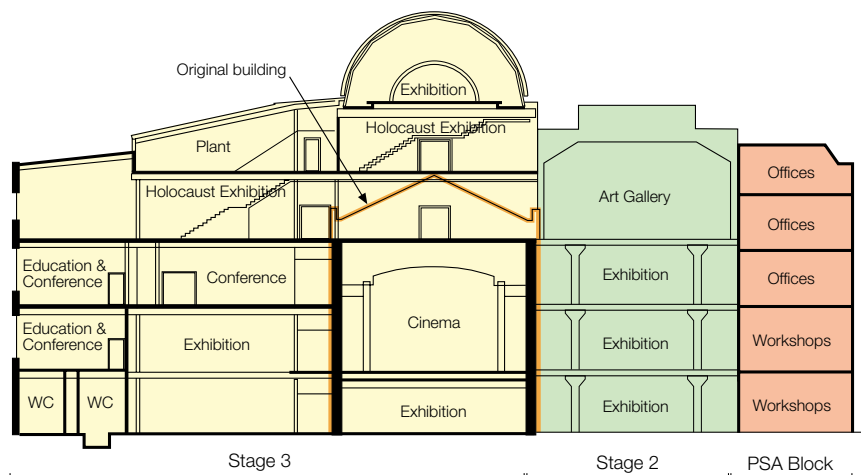 Original building
Exhibition
Holocaust Exhibition
Plant
Offices
Holocaust Exhibition
Art Gallery
Offices
Education &
Conference
Conference
Exhibition
Offices
Education &
Conference
Exhibition
Cinema
Exhibition
Workshops
WC
WC
Exhibition
Exhibition
Workshops
Stage 3
Stage 2
PSA Block